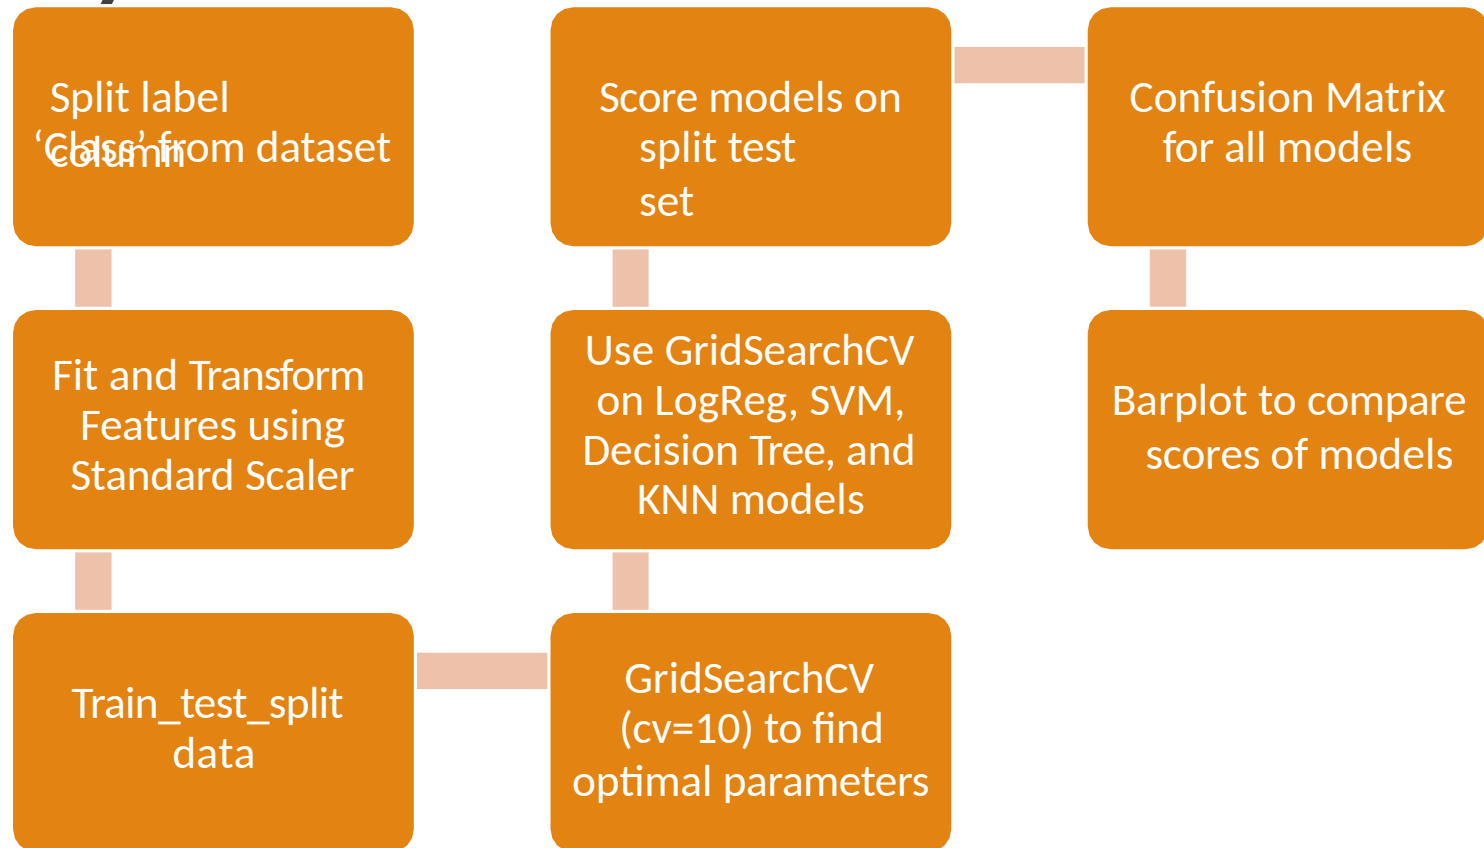 Split label
column
‘Class’ from dataset
Fit and Transform
Features using
Standard Scaler
Train_test_split
data
GridSearchCV
(cv=10) to find
optimal parameters
Use GridSearchCV
on LogReg, SVM,
Decision Tree, and
KNN models
Score models on
split test
set
Confusion Matrix
for all models
Barplot to compare
scores of models